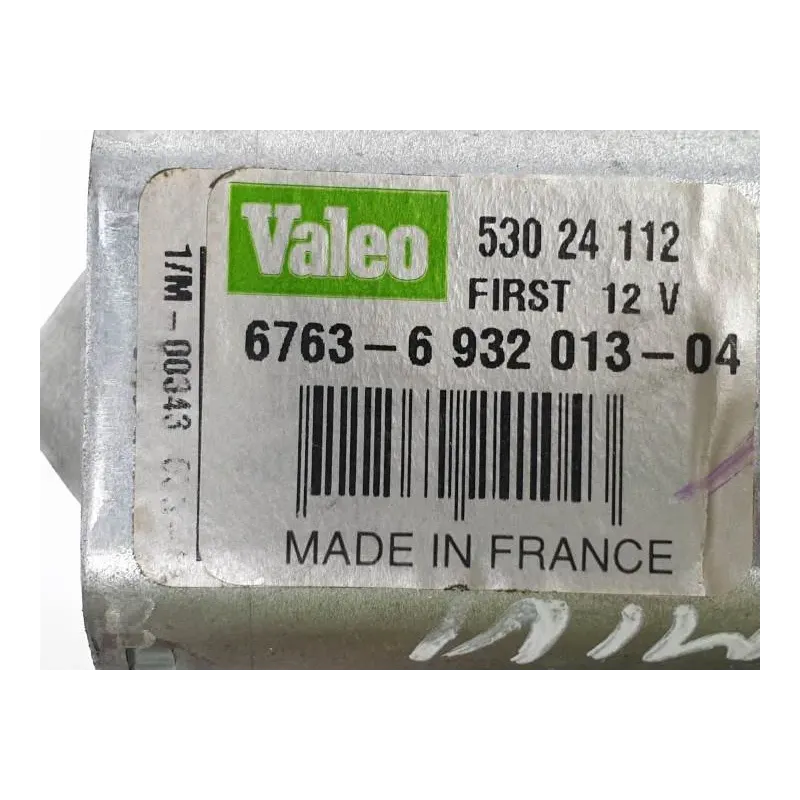 Valeo
530 24 112
FIRST 12 V
6763-6 932 013-04
MADE IN FRANCE
1/M-00343